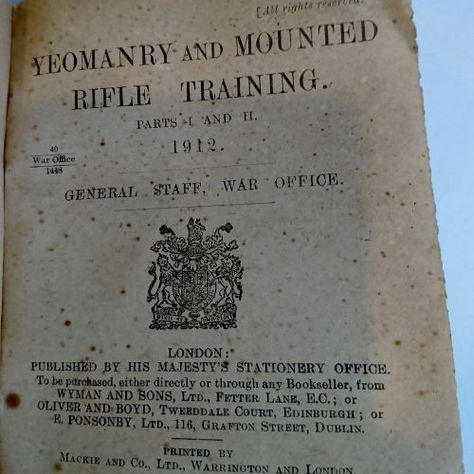 [All rights reserved.
YEOMANRY AND MOUNTED
RIFLE TRAINING.
PARTS I AND II.
1912.
40
War Office
1448
GENERAL STAFF, WAR OFFICE.
LONDON:
PUBLISHED BY HIS MAJESTY'S STATIONERY OFFICE.
To be purchased, either directly or through any Bookseller, from
WYMAN AND SONS, LTD., FETTER LANE, E.C.; or
OLIVER AND BOYD, TWEEDDALE COURT, EDINBURGH; or
E. PONSONBY, LTD., 116, GRAFTON STREET, DUBLIN.
PRINTED BY
MACKIE AND CO., LTD., WARRINGTON AND LONDON